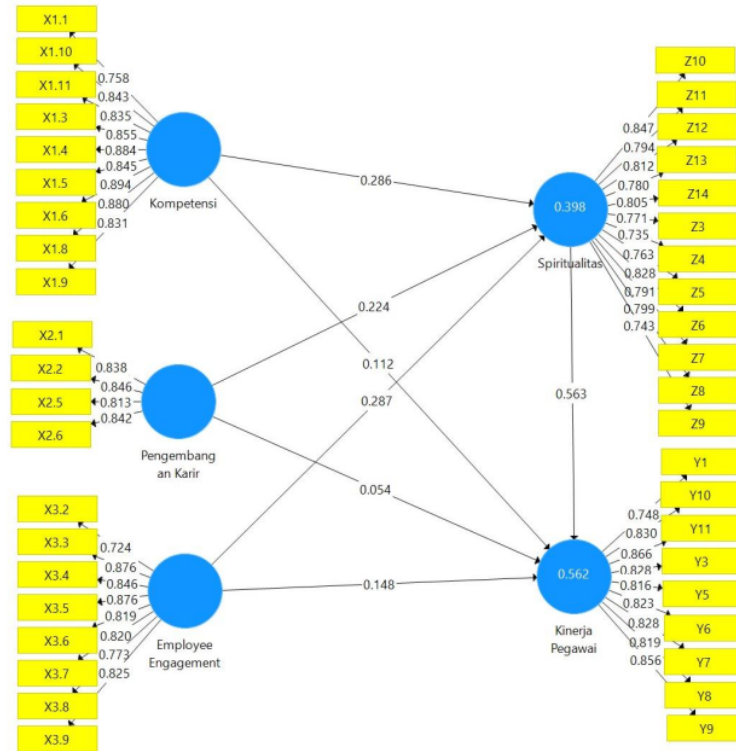 X1.1
X1.10
X1.11
X1.3
X1.4
X1.5
X1.6
X1.8
X1.9
0.758
0.843
0.835
0.855
0.884
0.845
0.894
0.880
0.831
Kompetensi
X2.1
X2.2
X2.5
X2.6
0.838
0.846
0.813
0.842
Pengembang
an Karir
X3.2
X3.3
X3.4
X3.5
X3.6
X3.7
X3.8
X3.9
0.724
0.876
0.846
0.876
0.819
0.820
0.773
0.825
Employee
Engagement
0.286
0.224
0.112
0.287
0.054
0.148
0.563
0.398
Spiritualitas
0.847
0.794
0.812
0.780
0.805
0.771
0.735
0.763
0.828
0.791
0.799
0.743
Z10
Z11
Z12
Z13
Z14
Z3
Z4
Z5
Z6
Z7
Z8
Z9
0.562
Kinerja
Pegawai
0.748
0.830
0.866
0.828
0.816
0.823
0.828
0.819
0.856
Y1
Y10
Y11
Y3
Y5
Y6
Y7
Y8
Y9